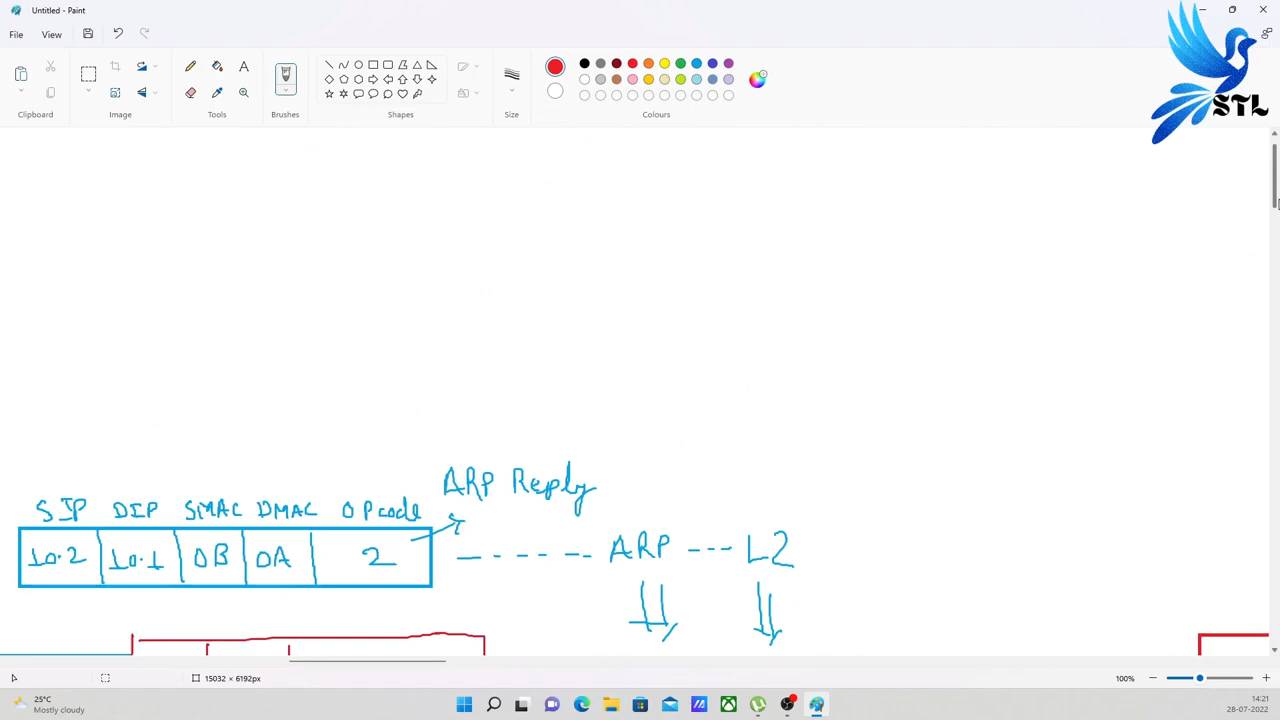 Untitled - Paint
File View
Clipboard Image Tools Brushes Shapes Size Colours
STL
ARP Reply
SIP DIP SMAC DMAC OPcode
10.2 10.1 0B 0A 2 ------ ARP --- L2
15032 × 6192px 100%
25°C
Mostly cloudy
14:21
28-07-2022